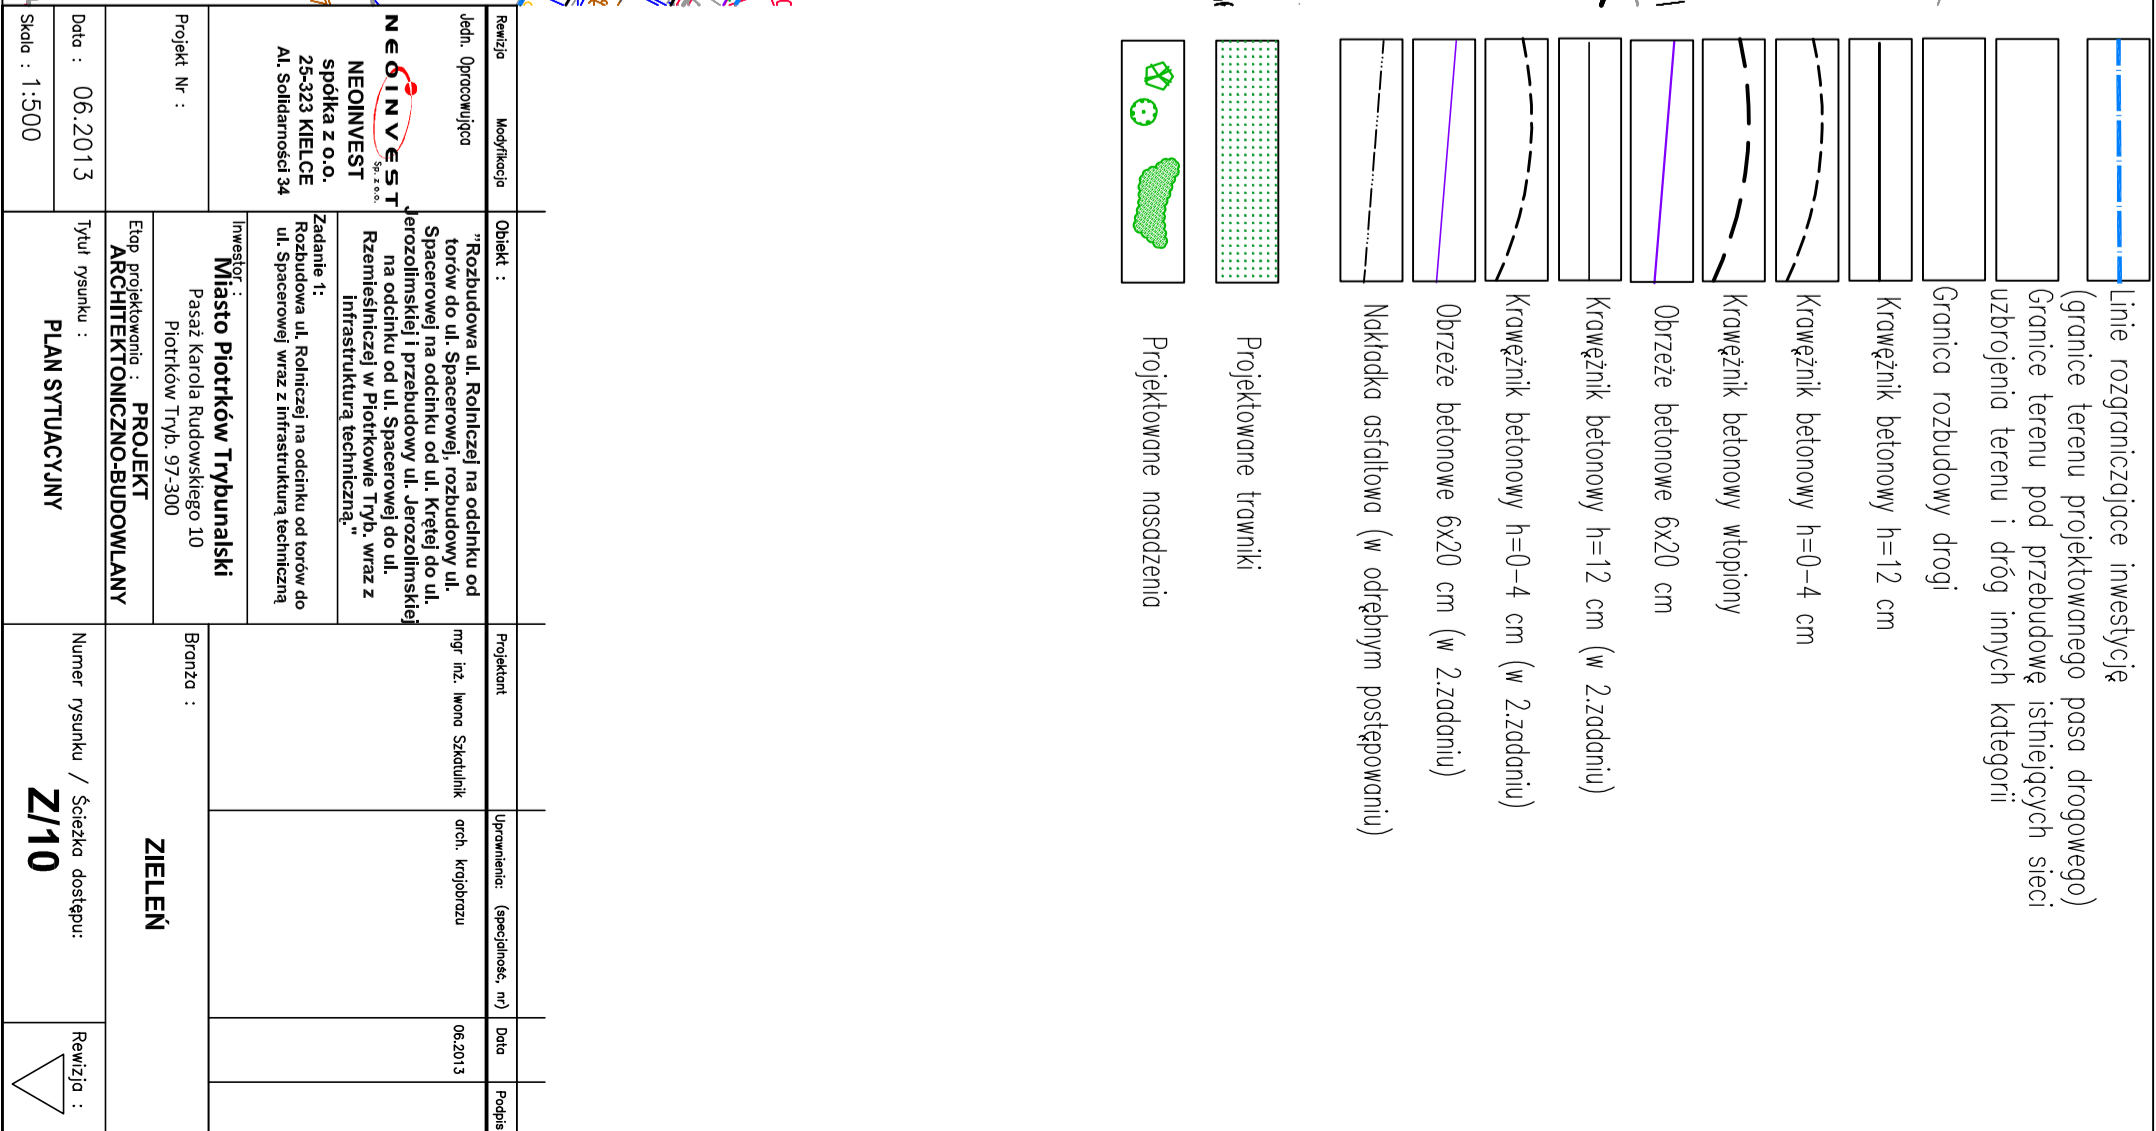 Linie rozgraniczające inwestycję
(granice terenu projektowanego pasa drogowego)
Granice terenu pod przebudowę istniejących sieci
uzbrojenia terenu i dróg innych kategorii
Granica rozbudowy drogi
Krawężnik betonowy h=12 cm
Krawężnik betonowy h=0-4 cm
Krawężnik betonowy wtopiony
Obrzeże betonowe 6x20 cm
Krawężnik betonowy h=12 cm (w 2.zadaniu)
Krawężnik betonowy h=0-4 cm (w 2.zadaniu)
Obrzeże betonowe 6x20 cm (w 2.zadaniu)
Nakładka asfaltowa (w odrębnym postępowaniu)
Projektowane trawniki
Projektowane nasadzenia
Rewizja Modyfikacja
Obiekt :
Projektant
Uprawnienia: (specjalność, nr)
Data
Podpis
Jedn. Opracowująca
NEOINVEST
Sp. z o.o.
NEOINVEST
spółka z o.o.
25-323 KIELCE
Al. Solidarności 34
"Rozbudowa ul. Rolniczej na odcinku od
torów do ul. Spacerowej, rozbudowy ul.
Spacerowej na odcinku od ul. Krętej do ul.
Jerozolimskiej i przebudowy ul. Jerozolimskiej
na odcinku od ul. Spacerowej do ul.
Rzemieślniczej w Piotrkowie Tryb. wraz z
infrastrukturą techniczną."
Zadanie 1:
Rozbudowa ul. Rolniczej na odcinku od torów do
ul. Spacerowej wraz z infrastrukturą techniczną
mgr inż. Iwona Szkatulnik
arch. krajobrazu
06.2013
Projekt Nr :
Inwestor :
Miasto Piotrków Trybunalski
Pasaż Karola Rudowskiego 10
Piotrków Tryb. 97-300
Branża :
ZIELEŃ
Etap projektowania : PROJEKT
ARCHITEKTONICZNO-BUDOWLANY
Data : 06.2013
Skala : 1:500
Tytuł rysunku :
PLAN SYTUACYJNY
Numer rysunku / Ścieżka dostępu:
Z/10
Rewizja :